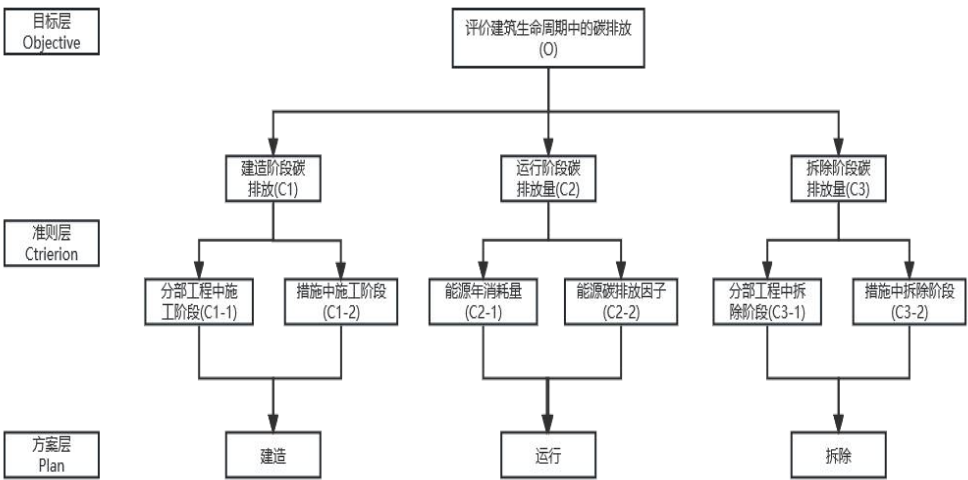 目标层
Objective
评价建筑生命周期中的碳排放
(O)
建造阶段碳
排放(C1)
运行阶段碳
排放量(C2)
拆除阶段碳
排放量(C3)
准则层
Ctrierion
分部工程中施
工阶段(C1-1)
措施中施工阶段
(C1-2)
能源年消耗量
(C2-1)
能源碳排放因子
(C2-2)
分部工程中拆
除阶段(C3-1)
措施中拆除阶段
(C3-2)
方案层
Plan
建造
运行
拆除